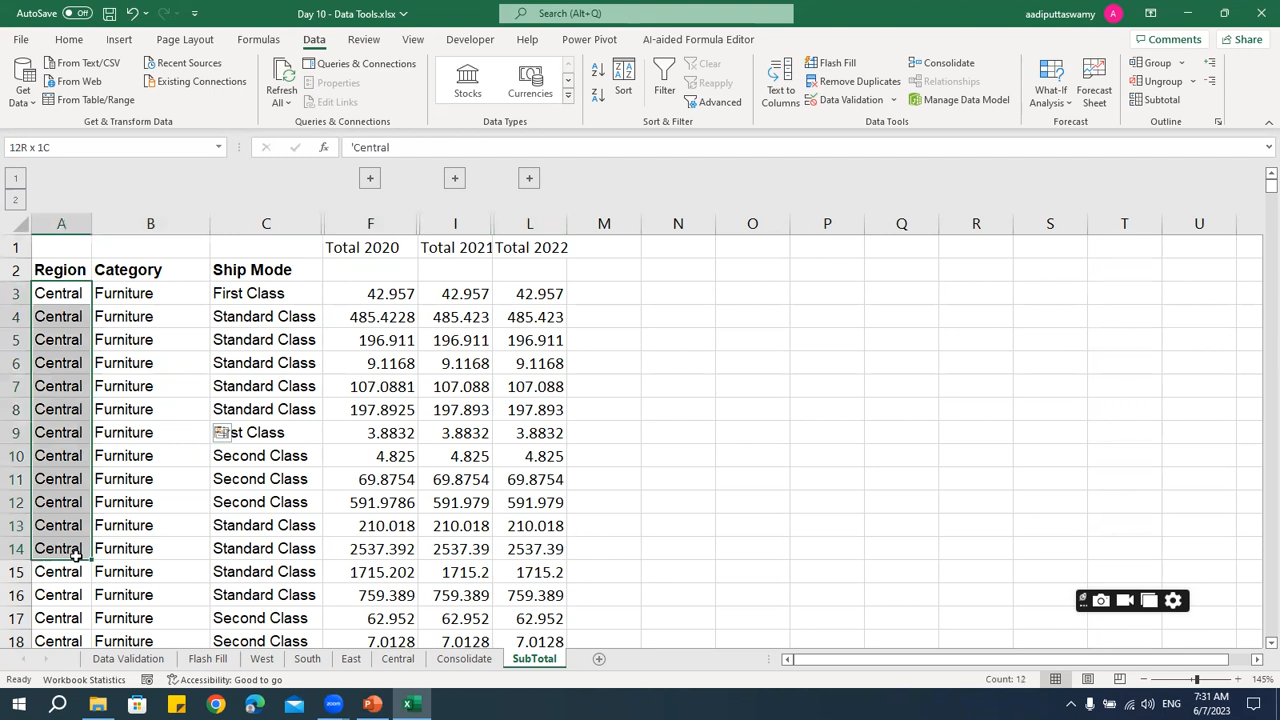 AutoSave Off Day 10 - Data Tools.xlsx Search (Alt+Q) aadiputtaswamy A
File Home Insert Page Layout Formulas Data Review View Developer Help Power Pivot AI-aided Formula Editor Comments Share
Get Data From Text/CSV Recent Sources Refresh All Queries & Connections Stocks Currencies Sort Filter Clear Text to Columns Flash Fill Consolidate What-If Analysis Forecast Sheet Group
From Web Existing Connections Properties Reapply Remove Duplicates Relationships Ungroup
From Table/Range Edit Links Advanced Data Validation Manage Data Model Subtotal
Get & Transform Data Queries & Connections Data Types Sort & Filter Data Tools Forecast Outline
12R x 1C fx 'Central
1 + + +
2
A B C F I L M N O P Q R S T U
1 Total 2020 Total 2021 Total 2022
2 Region Category Ship Mode
3 Central Furniture First Class 42.957 42.957 42.957
4 Central Furniture Standard Class 485.4228 485.423 485.423
5 Central Furniture Standard Class 196.911 196.911 196.911
6 Central Furniture Standard Class 9.1168 9.1168 9.1168
7 Central Furniture Standard Class 107.0881 107.088 107.088
8 Central Furniture Standard Class 197.8925 197.893 197.893
9 Central Furniture st Class 3.8832 3.8832 3.8832
10 Central Furniture Second Class 4.825 4.825 4.825
11 Central Furniture Second Class 69.8754 69.8754 69.8754
12 Central Furniture Second Class 591.9786 591.979 591.979
13 Central Furniture Standard Class 210.018 210.018 210.018
14 Central Furniture Standard Class 2537.392 2537.39 2537.39
15 Central Furniture Standard Class 1715.202 1715.2 1715.2
16 Central Furniture Standard Class 759.389 759.389 759.389
17 Central Furniture Second Class 62.952 62.952 62.952
18 Central Furniture Second Class 7.0128 7.0128 7.0128
Data Validation Flash Fill West South East Central Consolidate SubTotal
Ready Workbook Statistics Accessibility: Good to go Count: 12 145%
zoom P X ENG 7:31 AM
6/7/2023